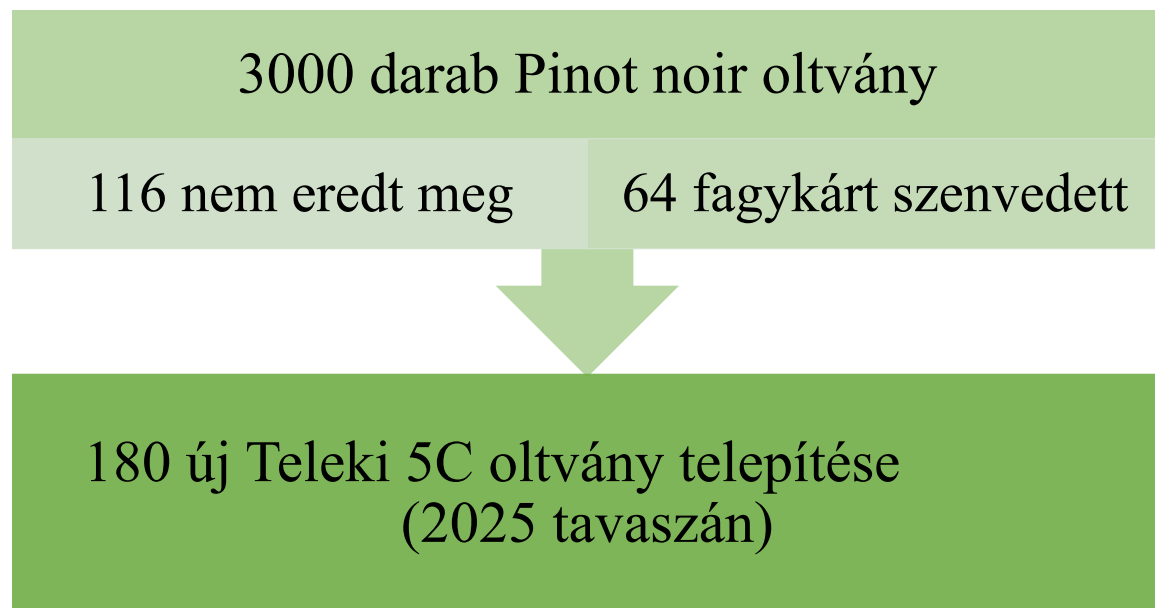 3000 darab Pinot noir oltvány
116 nem eredt meg
64 fagykárt szenvedett
180 új Teleki 5C oltvány telepítése
(2025 tavaszán)